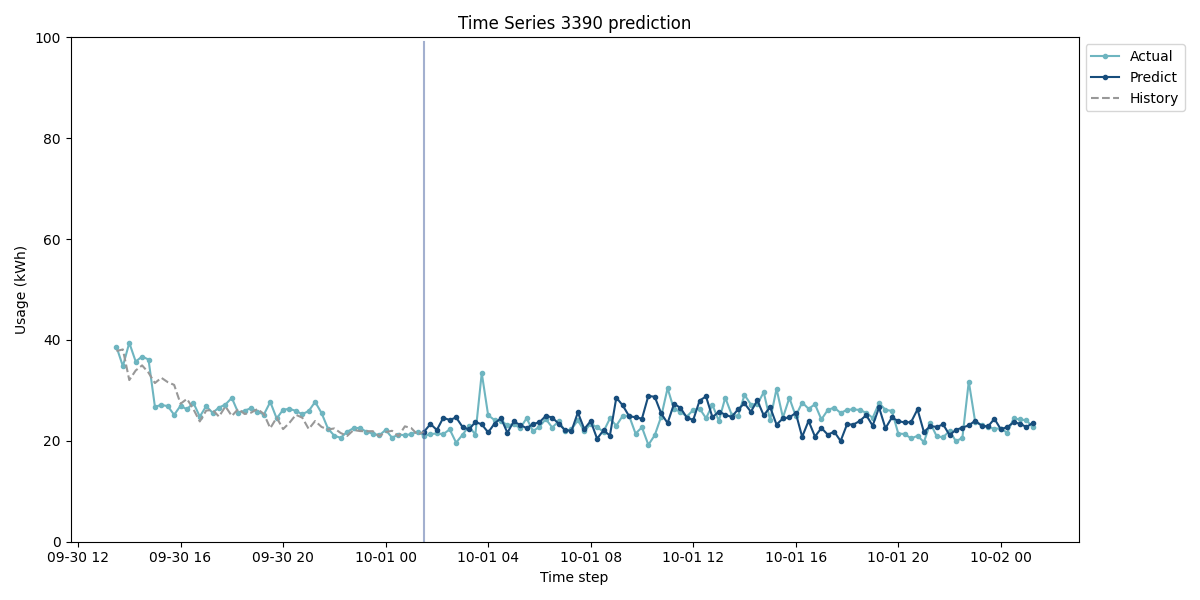 Time Series 3390 prediction
100
80
60
40
20
0
Usage (kWh)
09-30 12
09-30 16
09-30 20
10-01 00
10-01 04
10-01 08
10-01 12
10-01 16
10-01 20
10-02 00
Time step
Actual
Predict
History